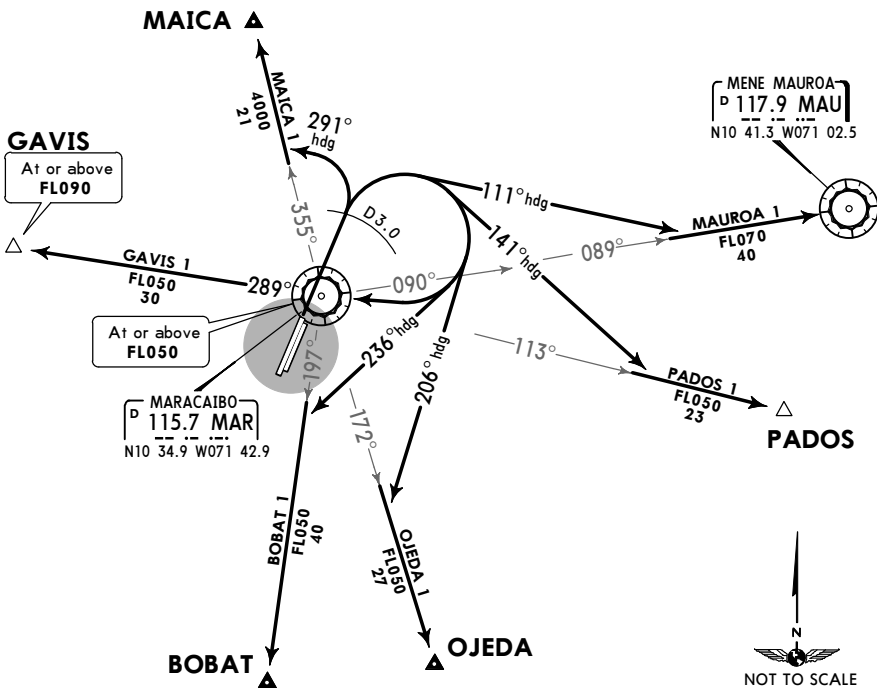 MAICA
MAICA 1
4000
21
291°
hdg
MENE MAUROA
D 117.9 MAU
N10 41.3 W071 02.5
GAVIS
At or above
FL090
355°
D3.0
111°hdg
MAUROA 1
FL070
40
089°
141°hdg
090°
GAVIS 1
FL050
30
289°
At or above
FL050
197°
236°hdg
206°hdg
113°
PADOS 1
FL050
23
PADOS
MARACAIBO
D 115.7 MAR
N10 34.9 W071 42.9
172°
BOBAT 1
FL050
40
OJEDA 1
FL050
27
BOBAT
OJEDA
N
NOT TO SCALE